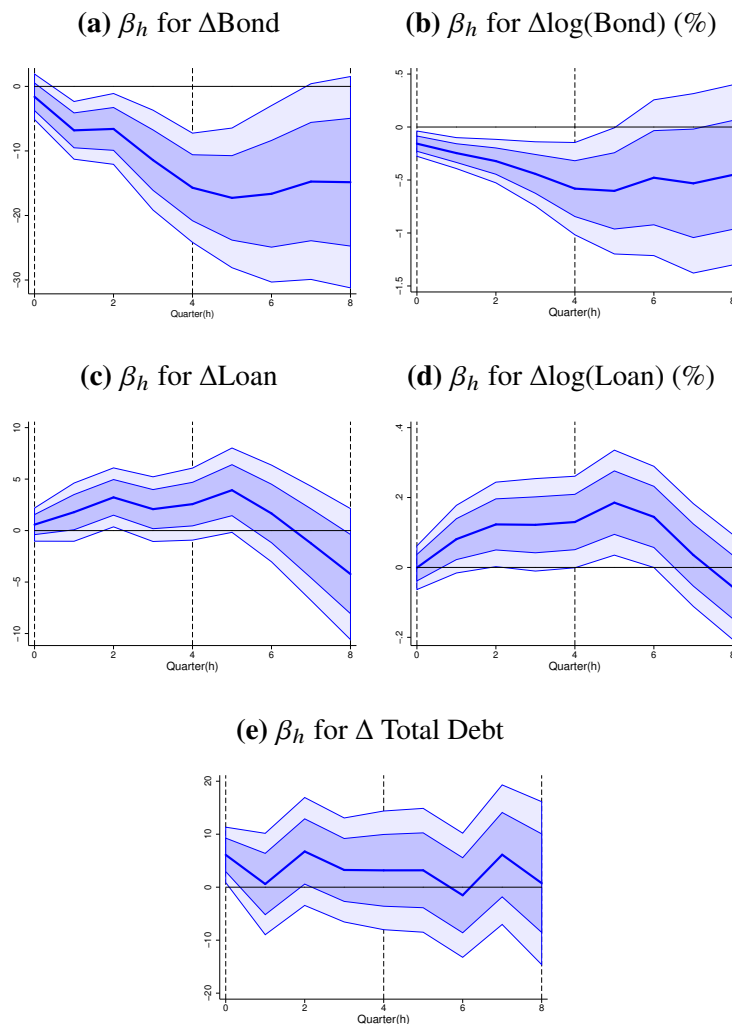 (a) βh for ΔBond
0
−10
−20
−30
0 2 4 6 8
Quarter(h)
(b) βh for Δlog(Bond) (%)
.5
0
−.5
−1
−1.5
0 2 4 6 8
Quarter(h)
(c) βh for ΔLoan
10
5
0
−5
−10
0 2 4 6 8
Quarter(h)
(d) βh for Δlog(Loan) (%)
.4
.2
0
−.2
0 2 4 6 8
Quarter(h)
(e) βh for Δ Total Debt
20
10
0
−10
−20
0 2 4 6 8
Quarter(h)